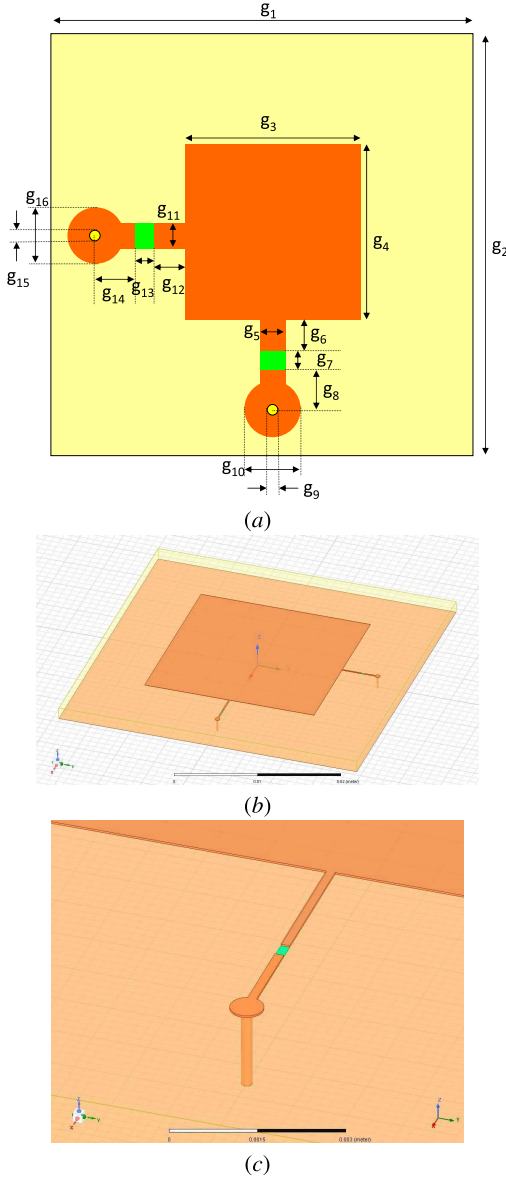 g1
g3
g16
g11
g4
g2
g15
g14
g13
g12
g5
g6
g7
g8
g10
g9
(a)
Z
Z
Y
X
0
0.01
0.02 (meter)
(b)
Z
Y
X
0
0.0015
0.003 (meter)
Z
Y
X
(c)